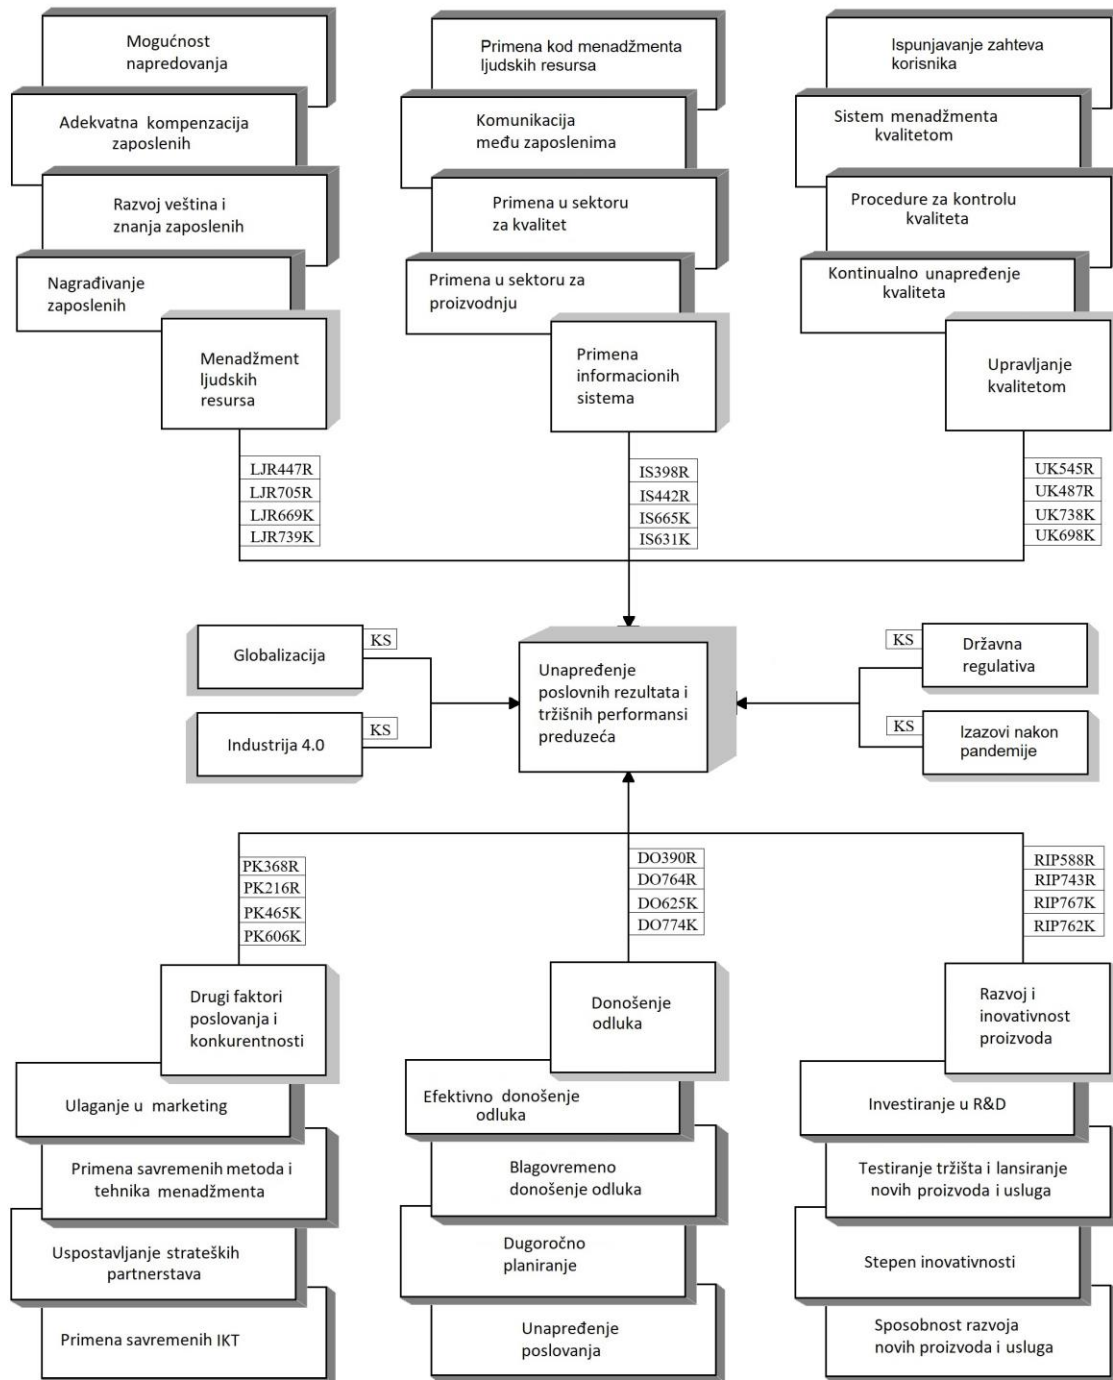 Mogućnost
napredovanja
Adekvatna kompenzacija
zaposlenih
Razvoj veština i
znanja zaposlenih
Nagrađivanje
zaposlenih
Menadžment
ljudskih
resursa
LJR447R
LJR705R
LJR669K
LJR739K
Primena kod menadžmenta
ljudskih resursa
Komunikacija
među zaposlenima
Primena u sektoru
za kvalitet
Primena u sektoru za
proizvodnju
Primena
informacionih
sistema
IS398R
IS442R
IS665K
IS631K
Ispunjavanje zahteva
korisnika
Sistem menadžmenta
kvalitetom
Procedure za kontrolu
kvaliteta
Kontinualno unapređenje
kvaliteta
Upravljanje
kvalitetom
UK545R
UK487R
UK738K
UK698K
Globalizacija
KS
Industrija 4.0
KS
Unapređenje
poslovnih rezultata i
tržišnih performansi
preduzeća
KS
Državna
regulativa
KS
Izazovi nakon
pandemije
PK368R
PK216R
PK465K
PK606K
Drugi faktori
poslovanja i
konkurentnosti
Ulaganje u marketing
Primena savremenih metoda i
tehnika menadžmenta
Uspostavljanje strateških
partnerstava
Primena savremenih IKT
DO390R
DO764R
DO625K
DO774K
Donošenje
odluka
Efektivno donošenje
odluka
Blagovremeno
donošenje odluka
Dugoročno
planiranje
Unapređenje
poslovanja
RIP588R
RIP743R
RIP767K
RIP762K
Razvoj i
inovativnost
proizvoda
Investiranje u R&D
Testiranje tržišta i lansiranje
novih proizvoda i usluga
Stepen inovativnosti
Sposobnost razvoja
novih proizvoda i usluga